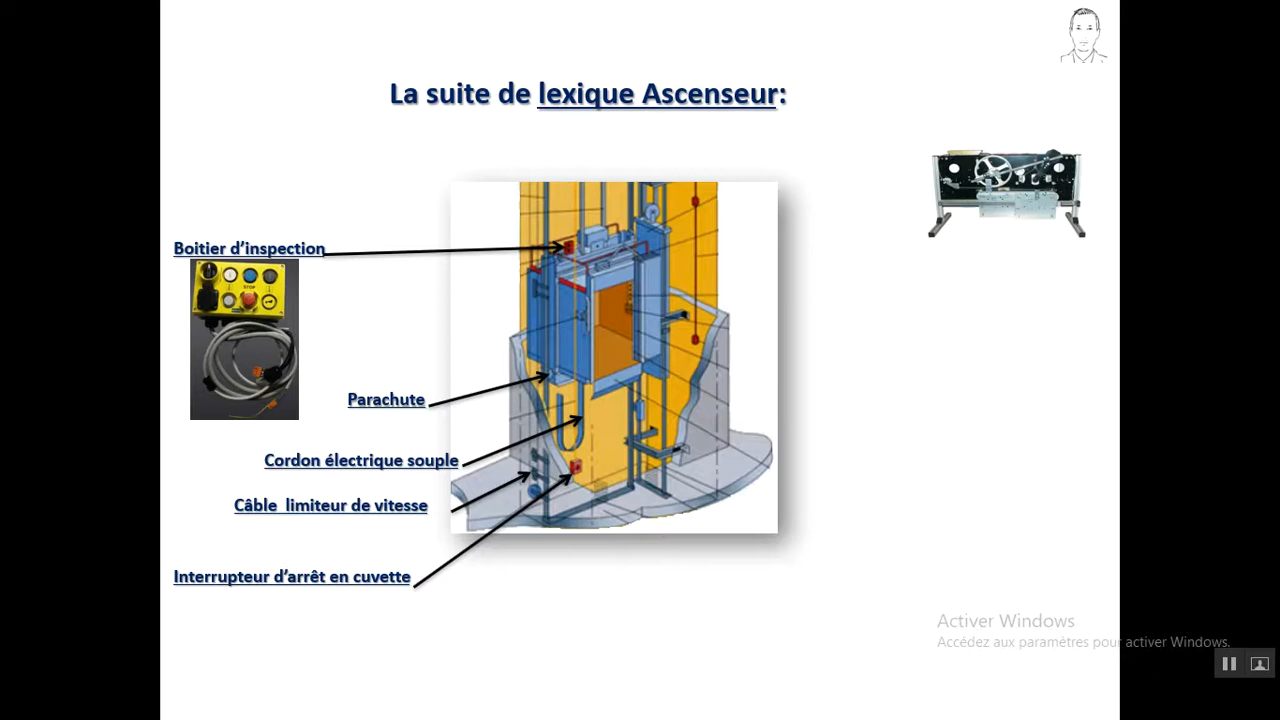 La suite de lexique Ascenseur:
Boitier d’inspection
STOP
Parachute
Cordon électrique souple
Câble limiteur de vitesse
Interrupteur d’arrêt en cuvette
Activer Windows
Accédez aux paramètres pour activer Windows.